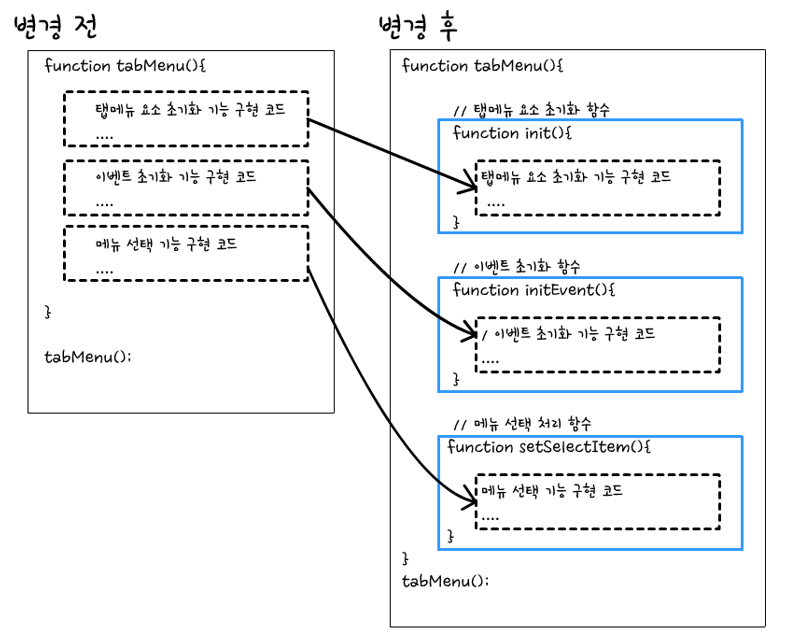 변경 전
function tabMenu(){
탭메뉴 요소 초기화 기능 구현 코드
....
이벤트 초기화 기능 구현 코드
....
메뉴 선택 기능 구현 코드
....
}
tabMenu();
변경 후
function tabMenu(){
// 탭메뉴 요소 초기화 함수
function init(){
탭메뉴 요소 초기화 기능 구현 코드
....
}
// 이벤트 초기화 함수
function initEvent(){
/ 이벤트 초기화 기능 구현 코드
....
}
// 메뉴 선택 처리 함수
function setSelectItem(){
메뉴 선택 기능 구현 코드
....
}
}
tabMenu();